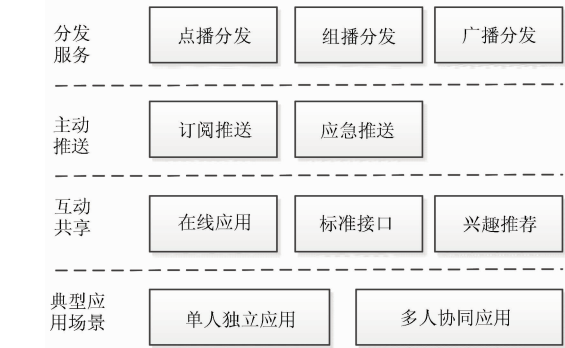 分发
服务
点播分发
组播分发
广播分发
主动
推送
订阅推送
应急推送
互动
共享
在线应用
标准接口
兴趣推荐
典型应
用场景
单人独立应用
多人协同应用